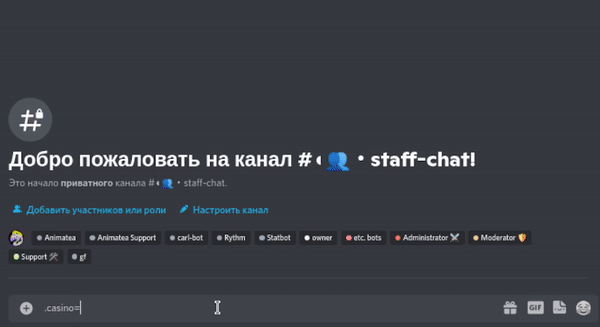 Добро пожаловать на канал # 👥・staff-chat!
Это начало приватного канала # 👥・staff-chat.
Добавить участников или роли Настроить канал
Animatea Animatea Support carl-bot Rythm Statbot owner etc. bots Administrator ⚔️ Moderator 🛡️
Support 🛠️ gf
.casino=
GIF